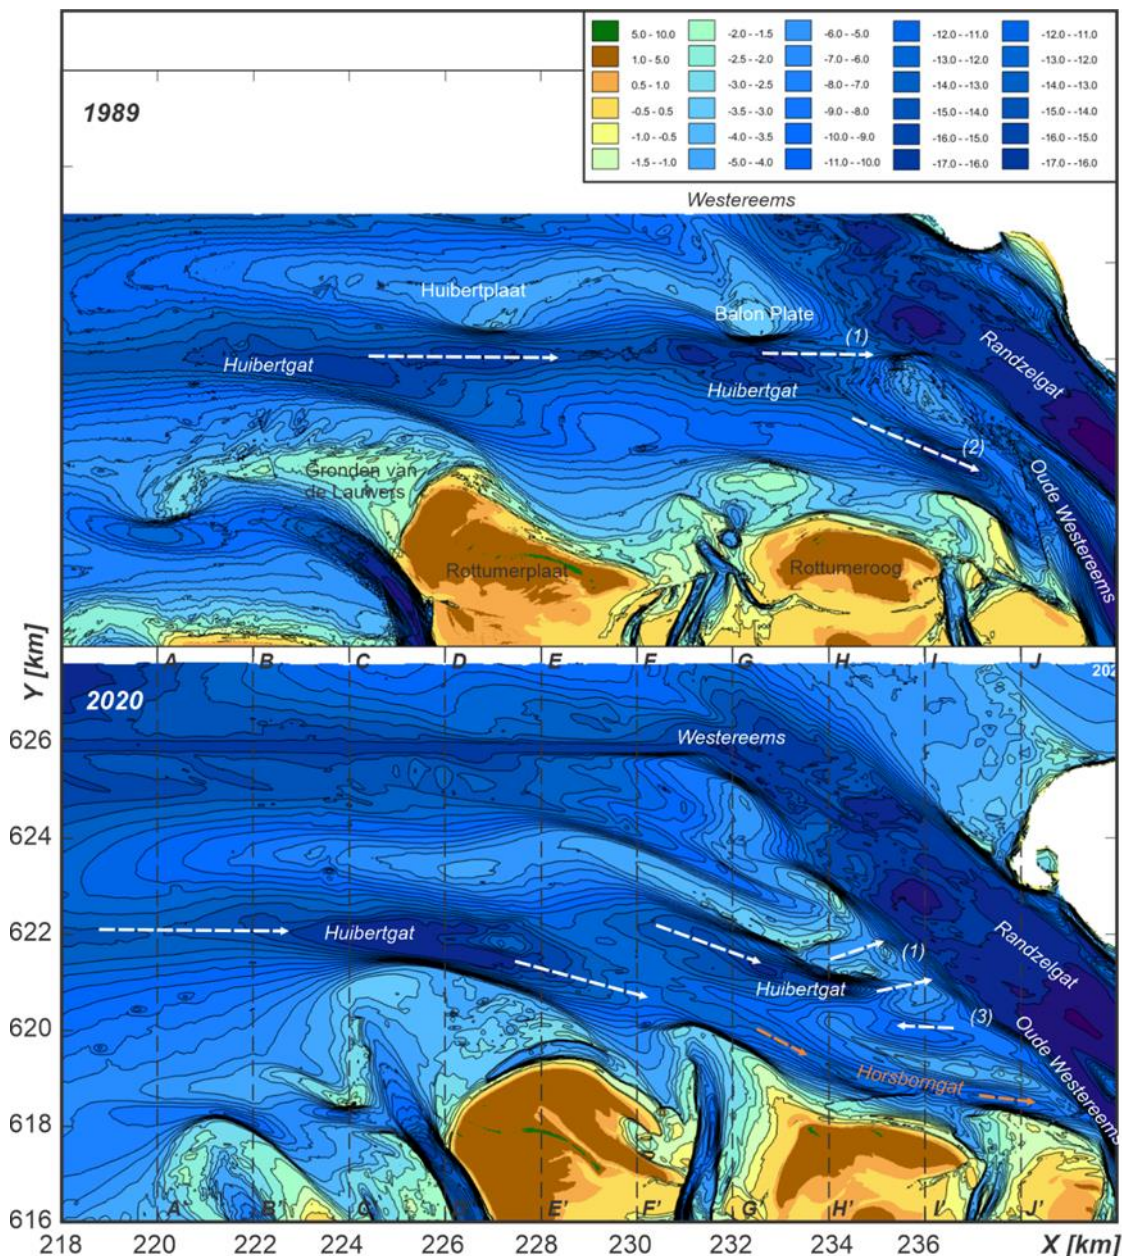 5.0 - 10.0
1.0 - 5.0
0.5 - 1.0
-0.5 - 0.5
-1.0 - -0.5
-1.5 - -1.0
-2.0 - -1.5
-2.5 - -2.0
-3.0 - -2.5
-3.5 - -3.0
-4.0 - -3.5
-5.0 - -4.0
-6.0 - -5.0
-7.0 - -6.0
-8.0 - -7.0
-9.0 - -8.0
-10.0 - -9.0
-11.0 - -10.0
-12.0 - -11.0
-13.0 - -12.0
-14.0 - -13.0
-15.0 - -14.0
-16.0 - -15.0
-17.0 - -16.0
-12.0 - -11.0
-13.0 - -12.0
-14.0 - -13.0
-15.0 - -14.0
-16.0 - -15.0
-17.0 - -16.0
1989
Westereems
Huibertplaat
Balon Plate
(1)
Randzelgat
Huibertgat
Huibertgat
(2)
Gronden van
de Lauwers
Oude Westereems
Rottumerplaat
Rottumeroog
Y [km]
A B C D E F G H I J
2020
202
626
Westereems
624
622
Huibertgat
(1)
Randzelgat
Huibertgat
620
(3)
Oude Westereems
Horsborngat
618
A' B' C' E' F' G' H' I' J'
616
218 220 222 224 226 228 230 232 234 236 X [km]